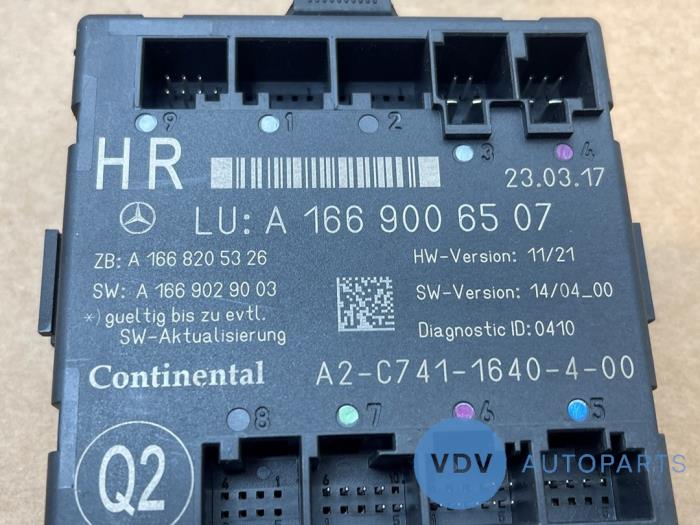 9 1 2 3 4
HR
23.03.17
LU: A 166 900 65 07
ZB: A 166 820 53 26
HW-Version: 11/21
SW: A 166 902 90 03
SW-Version: 14/04_00
*) gueltig bis zu evtl.
SW-Aktualisierung
Diagnostic ID: 0410
Continental
A2-C741-1640-4-00
8 7 6 5
Q2
VDV AUTOPARTS